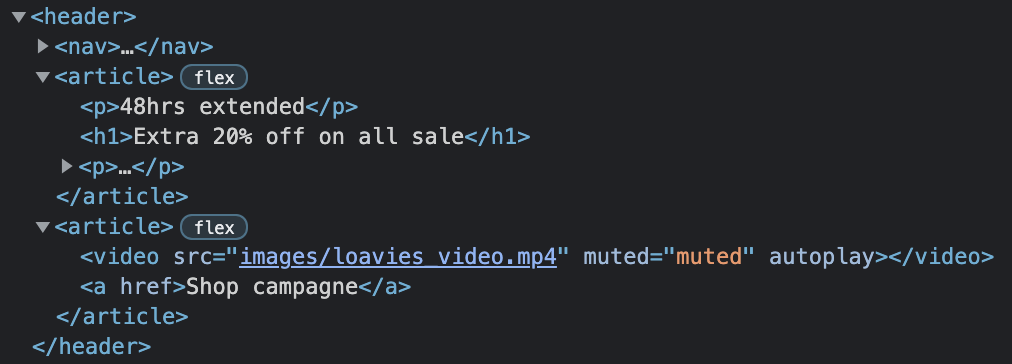 <header>
<nav>…</nav>
<article> flex
<p>48hrs extended</p>
<h1>Extra 20% off on all sale</h1>
<p>…</p>
</article>
<article> flex
<video src="images/loavies_video.mp4" muted="muted" autoplay></video>
<a href>Shop campagne</a>
</article>
</header>